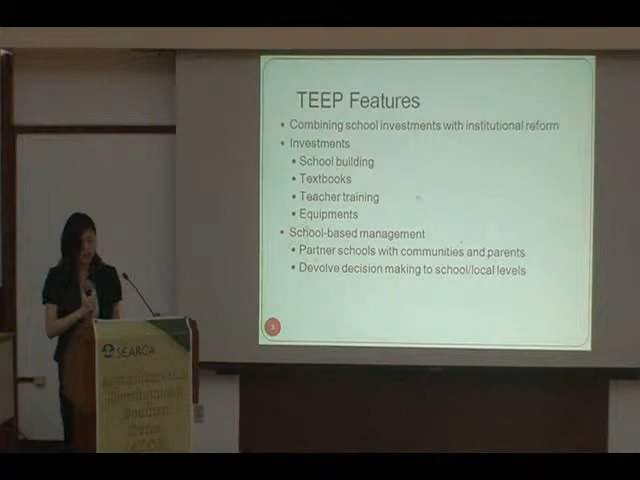 TEEP Features
• Combining school investments with institutional reform
• Investments
• School building
• Textbooks
• Teacher training
• Equipments
• School-based management
• Partner schools with communities and parents
• Devolve decision making to school/local levels
SEARCA